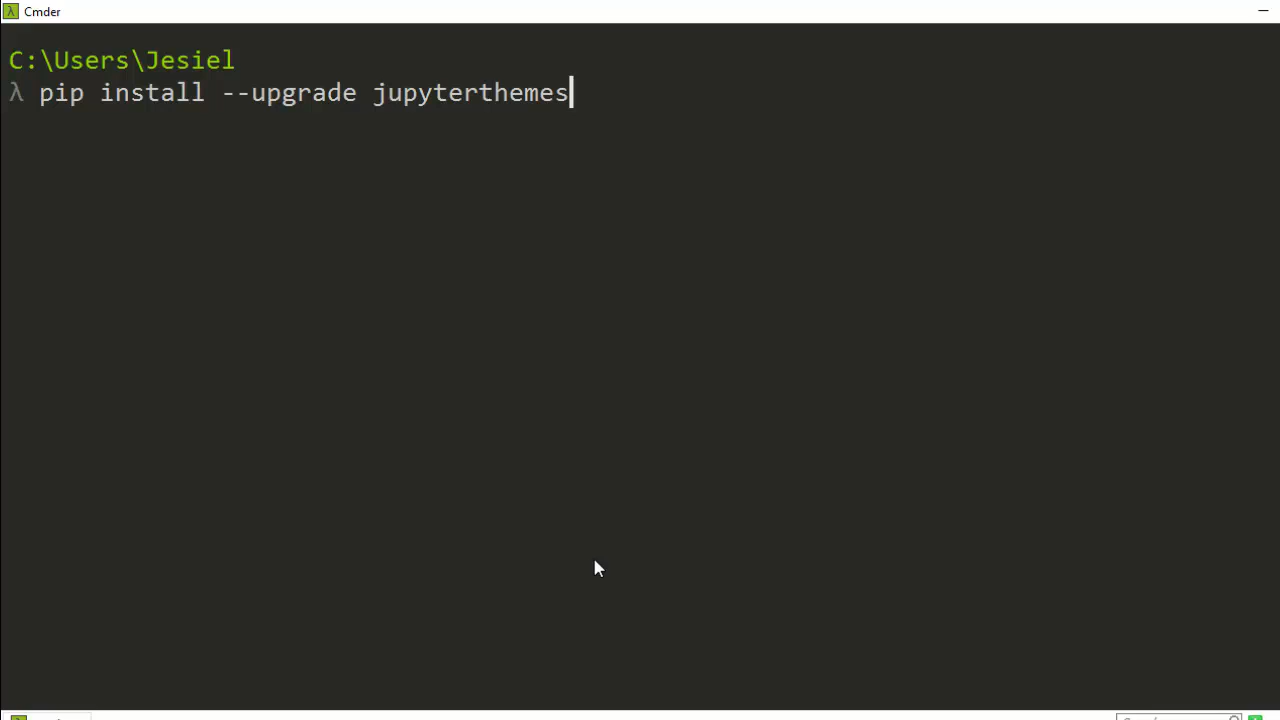 Cmder
C:\Users\Jesiel
λ pip install --upgrade jupyterthemes